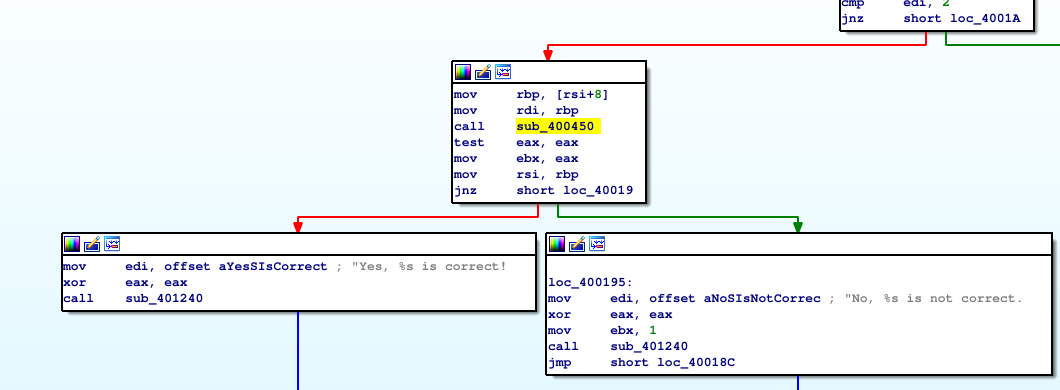 cmp edi, 2
jnz short loc_4001A
mov rbp, [rsi+8]
mov rdi, rbp
call sub_400450
test eax, eax
mov ebx, eax
mov rsi, rbp
jnz short loc_40019
mov edi, offset aYesSIsCorrect ; "Yes, %s is correct!
xor eax, eax
call sub_401240
loc_400195:
mov edi, offset aNoSIsNotCorrec ; "No, %s is not correct.
xor eax, eax
mov ebx, 1
call sub_401240
jmp short loc_40018C